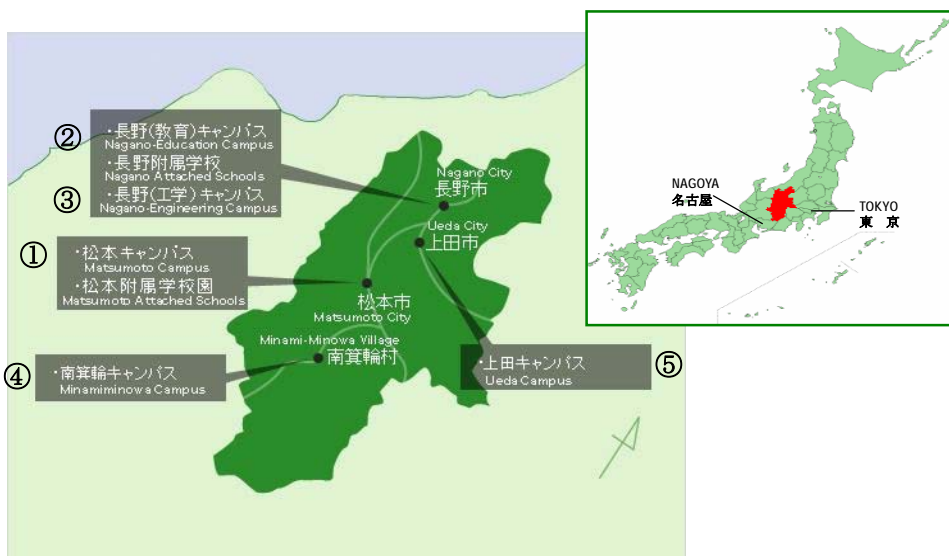 ②
・長野(教育)キャンパス
Nagano-Education Campus
・長野附属学校
Nagano Attached Schools
③
・長野(工学)キャンパス
Nagano-Engineering Campus
①
・松本キャンパス
Matsumoto Campus
・松本附属学校園
Matsumoto Attached Schools
④
・南箕輪キャンパス
Minamiminowa Campus
Nagano City
長野市
Ueda City
上田市
松本市
Matsumoto City
Minami-Minowa Village
南箕輪村
・上田キャンパス
Ueda Campus
⑤
NAGOYA
名古屋
TOKYO
東 京